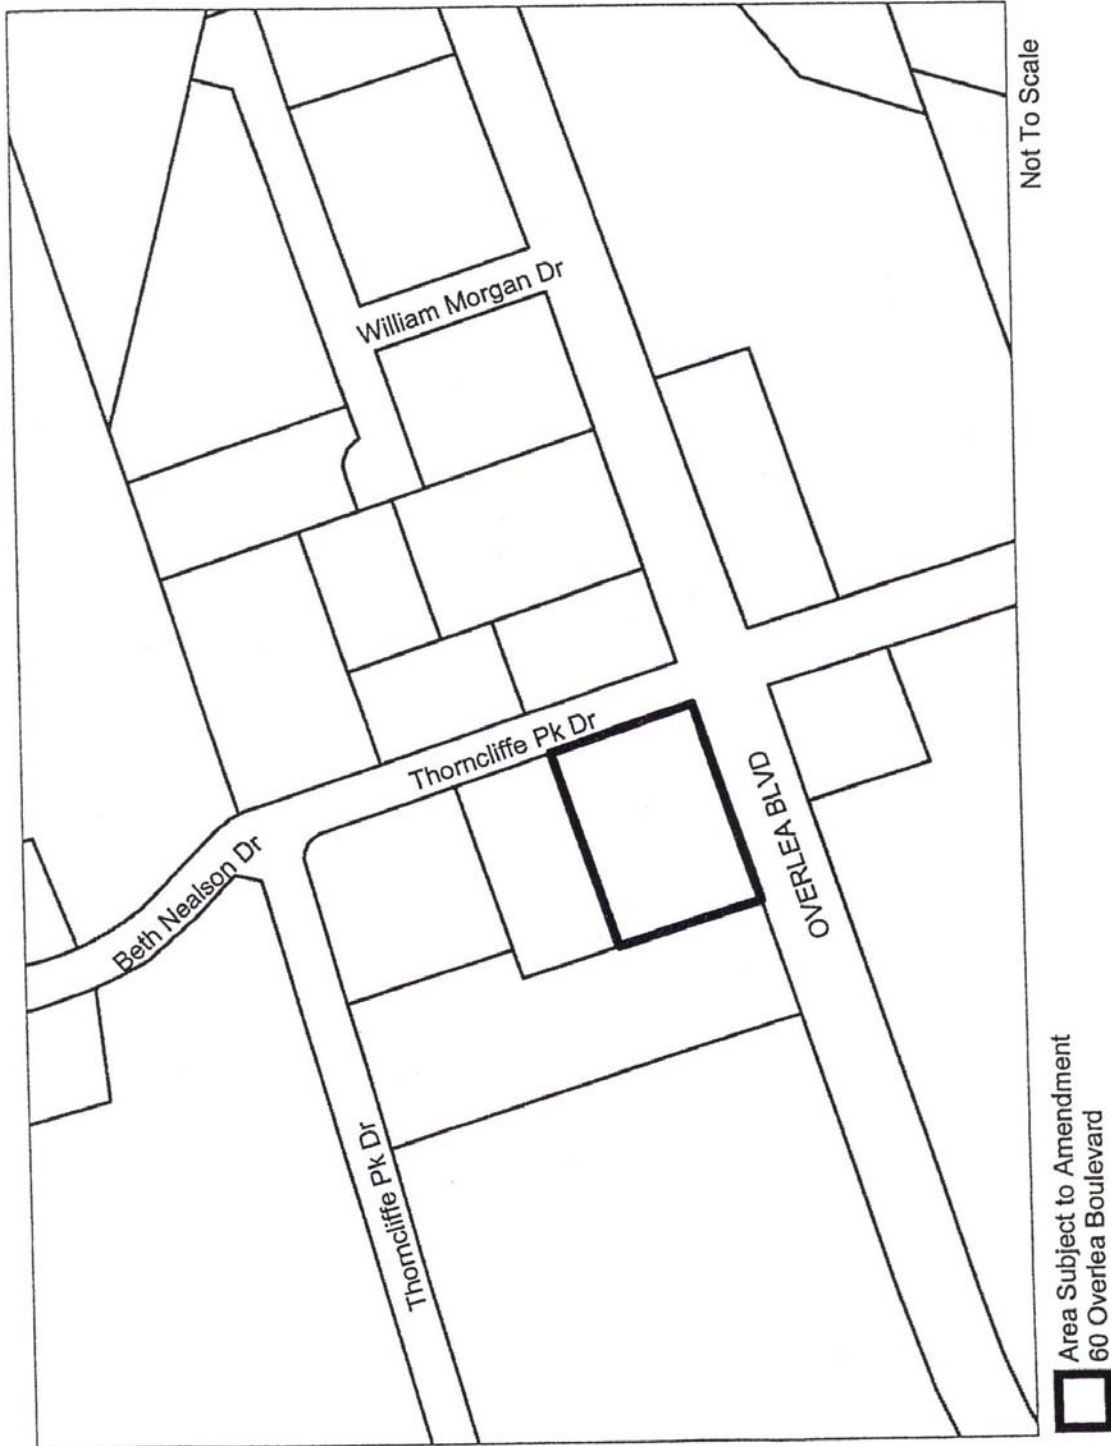 William Morgan Dr
Beth Nealson Dr
Thorncliffe Pk Dr
Thorncliffe Pk Dr
OVERLEA BLVD
Not To Scale
Area Subject to Amendment
60 Overlea Boulevard